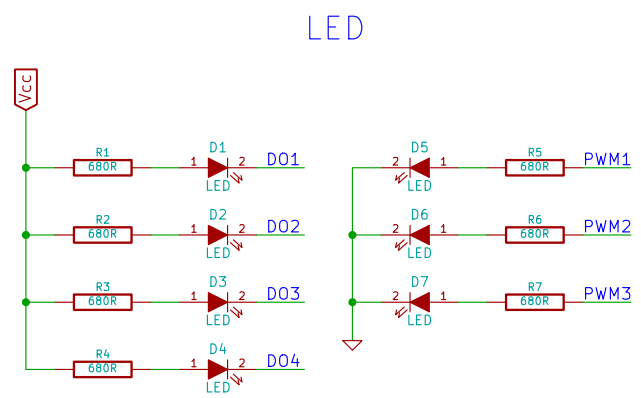 LED
Vcc
R1
680R
1
D1
2
LED
DO1
R2
680R
1
D2
2
LED
DO2
R3
680R
1
D3
2
LED
DO3
R4
680R
1
D4
2
LED
DO4
D5
2
1
LED
R5
680R
PWM1
D6
2
1
LED
R6
680R
PWM2
D7
2
1
LED
R7
680R
PWM3